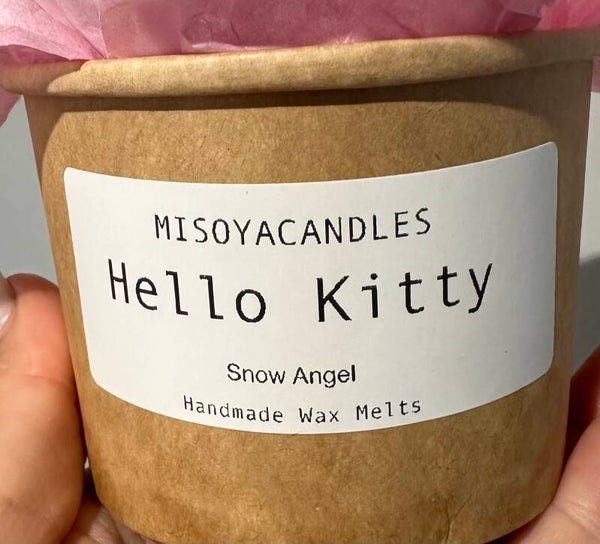 MISOYACANDLES
Hello Kitty
Snow Angel
Handmade Wax Melts